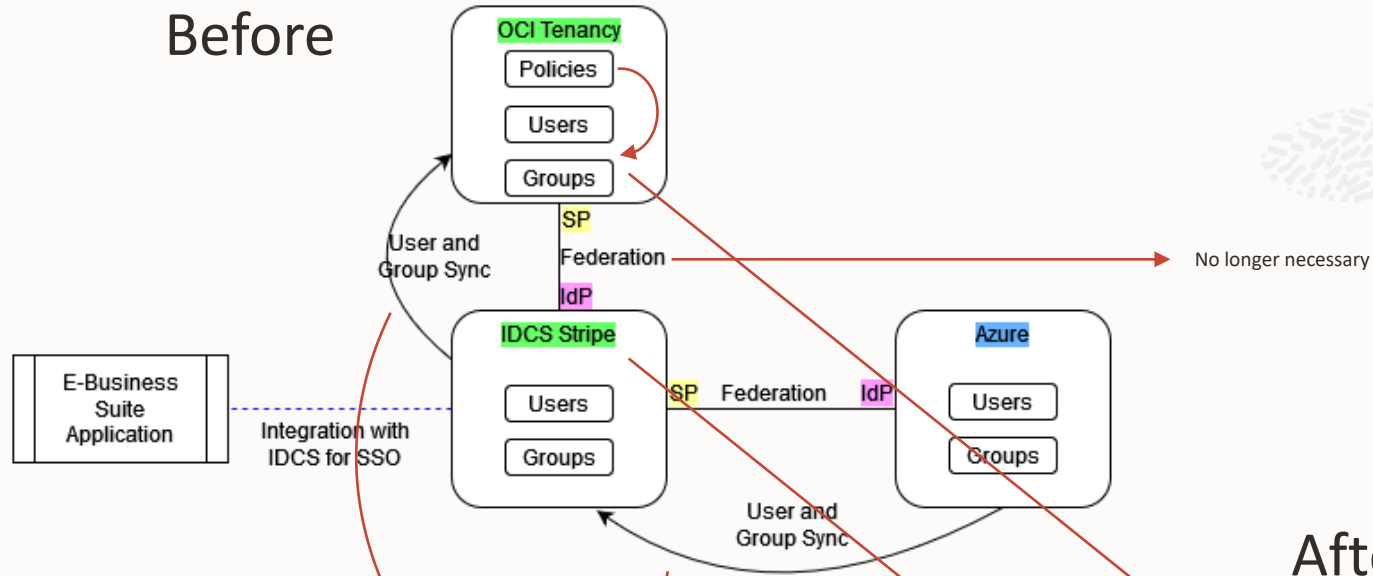 Before
OCI Tenancy
Policies
Users
Groups
SP
User and
Group Sync
Federation
No longer necessary
IdP
IDCS Stripe
Azure
E-Business
Suite
Application
Users
SP
Federation
IdP
Users
Integration with
IDCS for SSO
Groups
Groups
User and
Group Sync